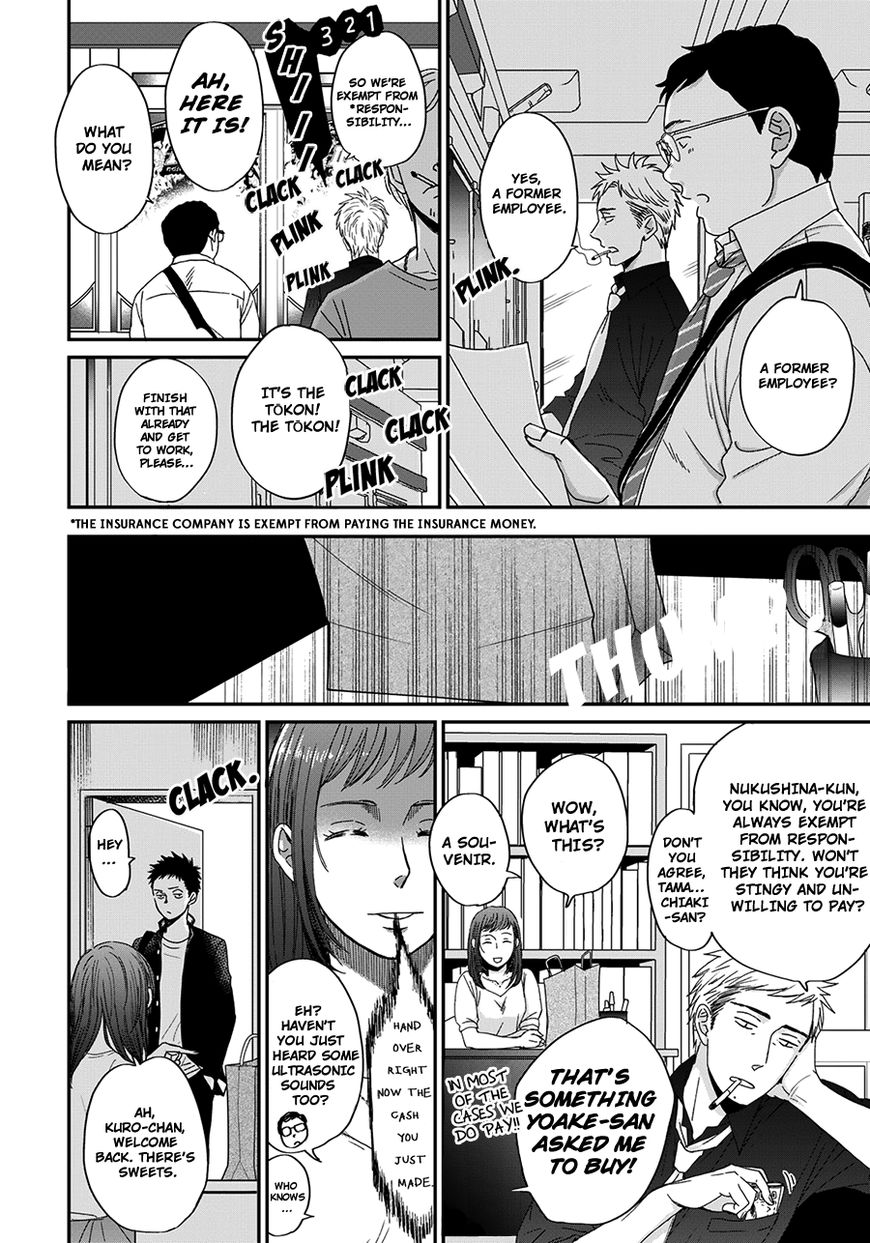 YES,
A FORMER
EMPLOYEE.
PLINK.
A FORMER
EMPLOYEE?
3 2 1
SHIIII
SO WE'RE
EXEMPT FROM
*RESPON-
SIBILITY...
AH,
HERE
IT IS!
WHAT
DO YOU
MEAN?
CLACK
CLACK
PLINK
PLINK
IT'S THE
TŌKON!
THE TŌKON!
CLACK
CLACK
PLINK
FINISH
WITH THAT
ALREADY
AND GET
TO WORK,
PLEASE...
*THE INSURANCE COMPANY IS EXEMPT FROM PAYING THE INSURANCE MONEY.
NUKUSHINA-KUN,
YOU KNOW, YOU'RE
ALWAYS EXEMPT
FROM RESPON-
SIBILITY. WON'T
THEY THINK YOU'RE
STINGY AND UN-
WILLING TO PAY?
DON'T
YOU
AGREE,
TAMA...
CHIAKI
-SAN?
WOW,
WHAT'S
THIS?
A SOU-
VENIR.
THAT'S
SOMETHING
YOAKE-SAN
ASKED ME
TO BUY!
IN MOST
OF THE
CASES WE
DO PAY!!
HAND
OVER
RIGHT
NOW THE
CASH
YOU
JUST
MADE.
EH?
HAVEN'T
YOU JUST
HEARD SOME
ULTRASONIC
SOUNDS
TOO?
WHO
KNOWS...
CLACK.
HEY
...
AH,
KURO-CHAN,
WELCOME
BACK. THERE'S
SWEETS.